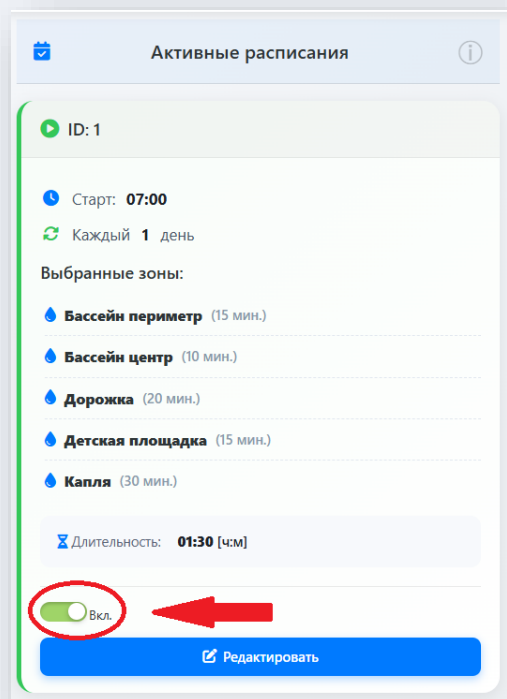 Активные расписания
ID: 1
Старт: 07:00
Каждый 1 день
Выбранные зоны:
Бассейн периметр (15 мин.)
Бассейн центр (10 мин.)
Дорожка (20 мин.)
Детская площадка (15 мин.)
Капля (30 мин.)
Длительность: 01:30 [ч:м]
Вкл.
Редактировать